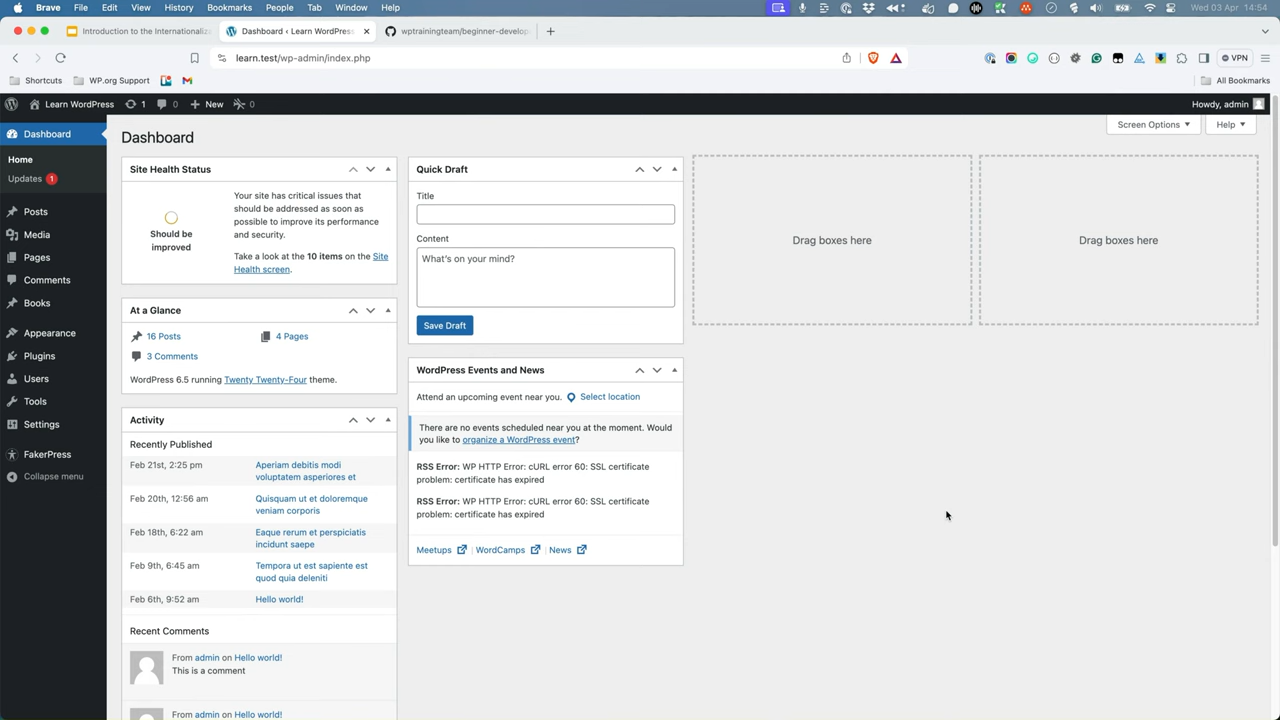 Brave File Edit View History Bookmarks Profiles Tab Window Help
Wed 03 Apr 14:54
Introduction to the Internationaliz
Dashboard ‹ Learn WordPress
wptrainingteam/beginner-develop
learn.test/wp-admin/index.php
VPN
Shortcuts
WP.org Support
All Bookmarks
Learn WordPress
1
0
New
0
Howdy, admin
Dashboard
Home
Updates 1
Posts
Media
Pages
Comments
Books
Appearance
Plugins
Users
Tools
Settings
FakerPress
Collapse menu
Dashboard
Screen Options
Help
Site Health Status
Should be
improved
Your site has critical issues that
should be addressed as soon as
possible to improve its performance
and security.
Take a look at the 10 items on the Site
Health screen.
At a Glance
16 Posts
4 Pages
3 Comments
WordPress 6.5 running Twenty Twenty-Four theme.
Activity
Recently Published
Feb 21st, 2:25 pm
Aperiam debitis modi
voluptatem asperiores et
Feb 20th, 12:56 am
Quisquam ut et doloremque
veniam corporis
Feb 18th, 6:22 am
Eaque rerum et perspiciatis
incidunt saepe
Feb 9th, 6:45 am
Tempora ut est sapiente est
quod quia deleniti
Feb 6th, 9:52 am
Hello world!
Recent Comments
From admin on Hello world!
This is a comment
From admin on Hello world!
Quick Draft
Title
Content
What's on your mind?
Save Draft
WordPress Events and News
Attend an upcoming event near you.
Select location
There are no events scheduled near you at the moment. Would
you like to organize a WordPress event?
RSS Error: WP HTTP Error: cURL error 60: SSL certificate
problem: certificate has expired
RSS Error: WP HTTP Error: cURL error 60: SSL certificate
problem: certificate has expired
Meetups
WordCamps
News
Drag boxes here
Drag boxes here